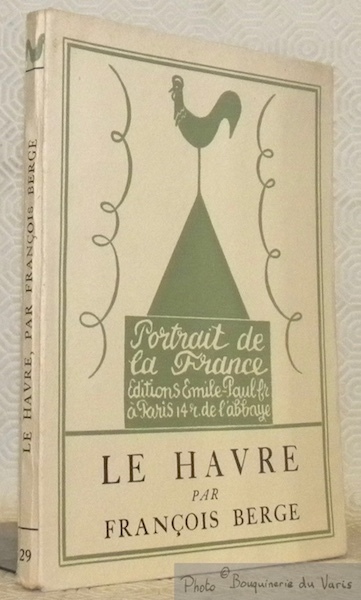 LE HAVRE, PAR FRANÇOIS BERGE
29
Portrait de
la France
Editions Emile-Paul fr.
à Paris 14 r. de l'abbaye
LE HAVRE
PAR
FRANÇOIS BERGE
Photo © Bouquinerie du Varis